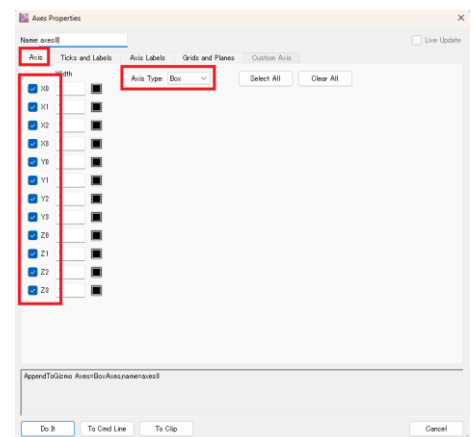 Axes Properties
Name: axes0
Live Update
Axis Ticks and Labels Axis Labels Grids and Planes Custom Axis
Width
Axis Type Box Select All Clear All
X0
X1
X2
X3
Y0
Y1
Y2
Y3
Z0
Z1
Z2
Z3
AppendToGizmo Axes=BoxAxes,name=axes0
Do It To Cmd Line To Clip Cancel